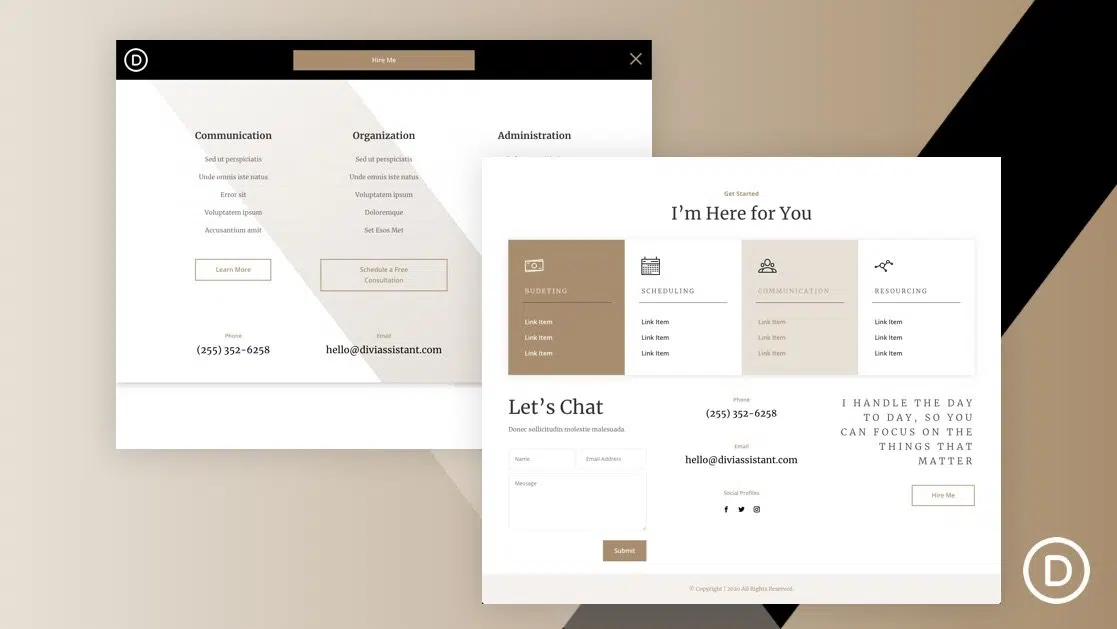 D
Hire Me
Communication
Sed ut perspiciatis
Unde omnis iste natus
Error sit
Voluptatem ipsum
Accusantium amit
Learn More
Phone
(255) 352-6258
Organization
Sed ut perspiciatis
Unde omnis iste natus
Voluptatem ipsum
Doloremque
Set Esos Met
Schedule a Free
Consultation
Email
hello@diviassistant.com
Administration
Get Started
I’m Here for You
BUDETING
Link Item
Link Item
Link Item
SCHEDULING
Link Item
Link Item
Link Item
COMMUNICATION
Link Item
Link Item
Link Item
RESOURCING
Link Item
Link Item
Link Item
Let’s Chat
Donec sollicitudin molestie malesuada.
Name
Email Address
Message
Submit
Phone
(255) 352-6258
Email
hello@diviassistant.com
Social Profiles
I HANDLE THE DAY
TO DAY, SO YOU
CAN FOCUS ON THE
THINGS THAT
MATTER
Hire Me
© Copyright | 2020 All Rights Reserved.
D